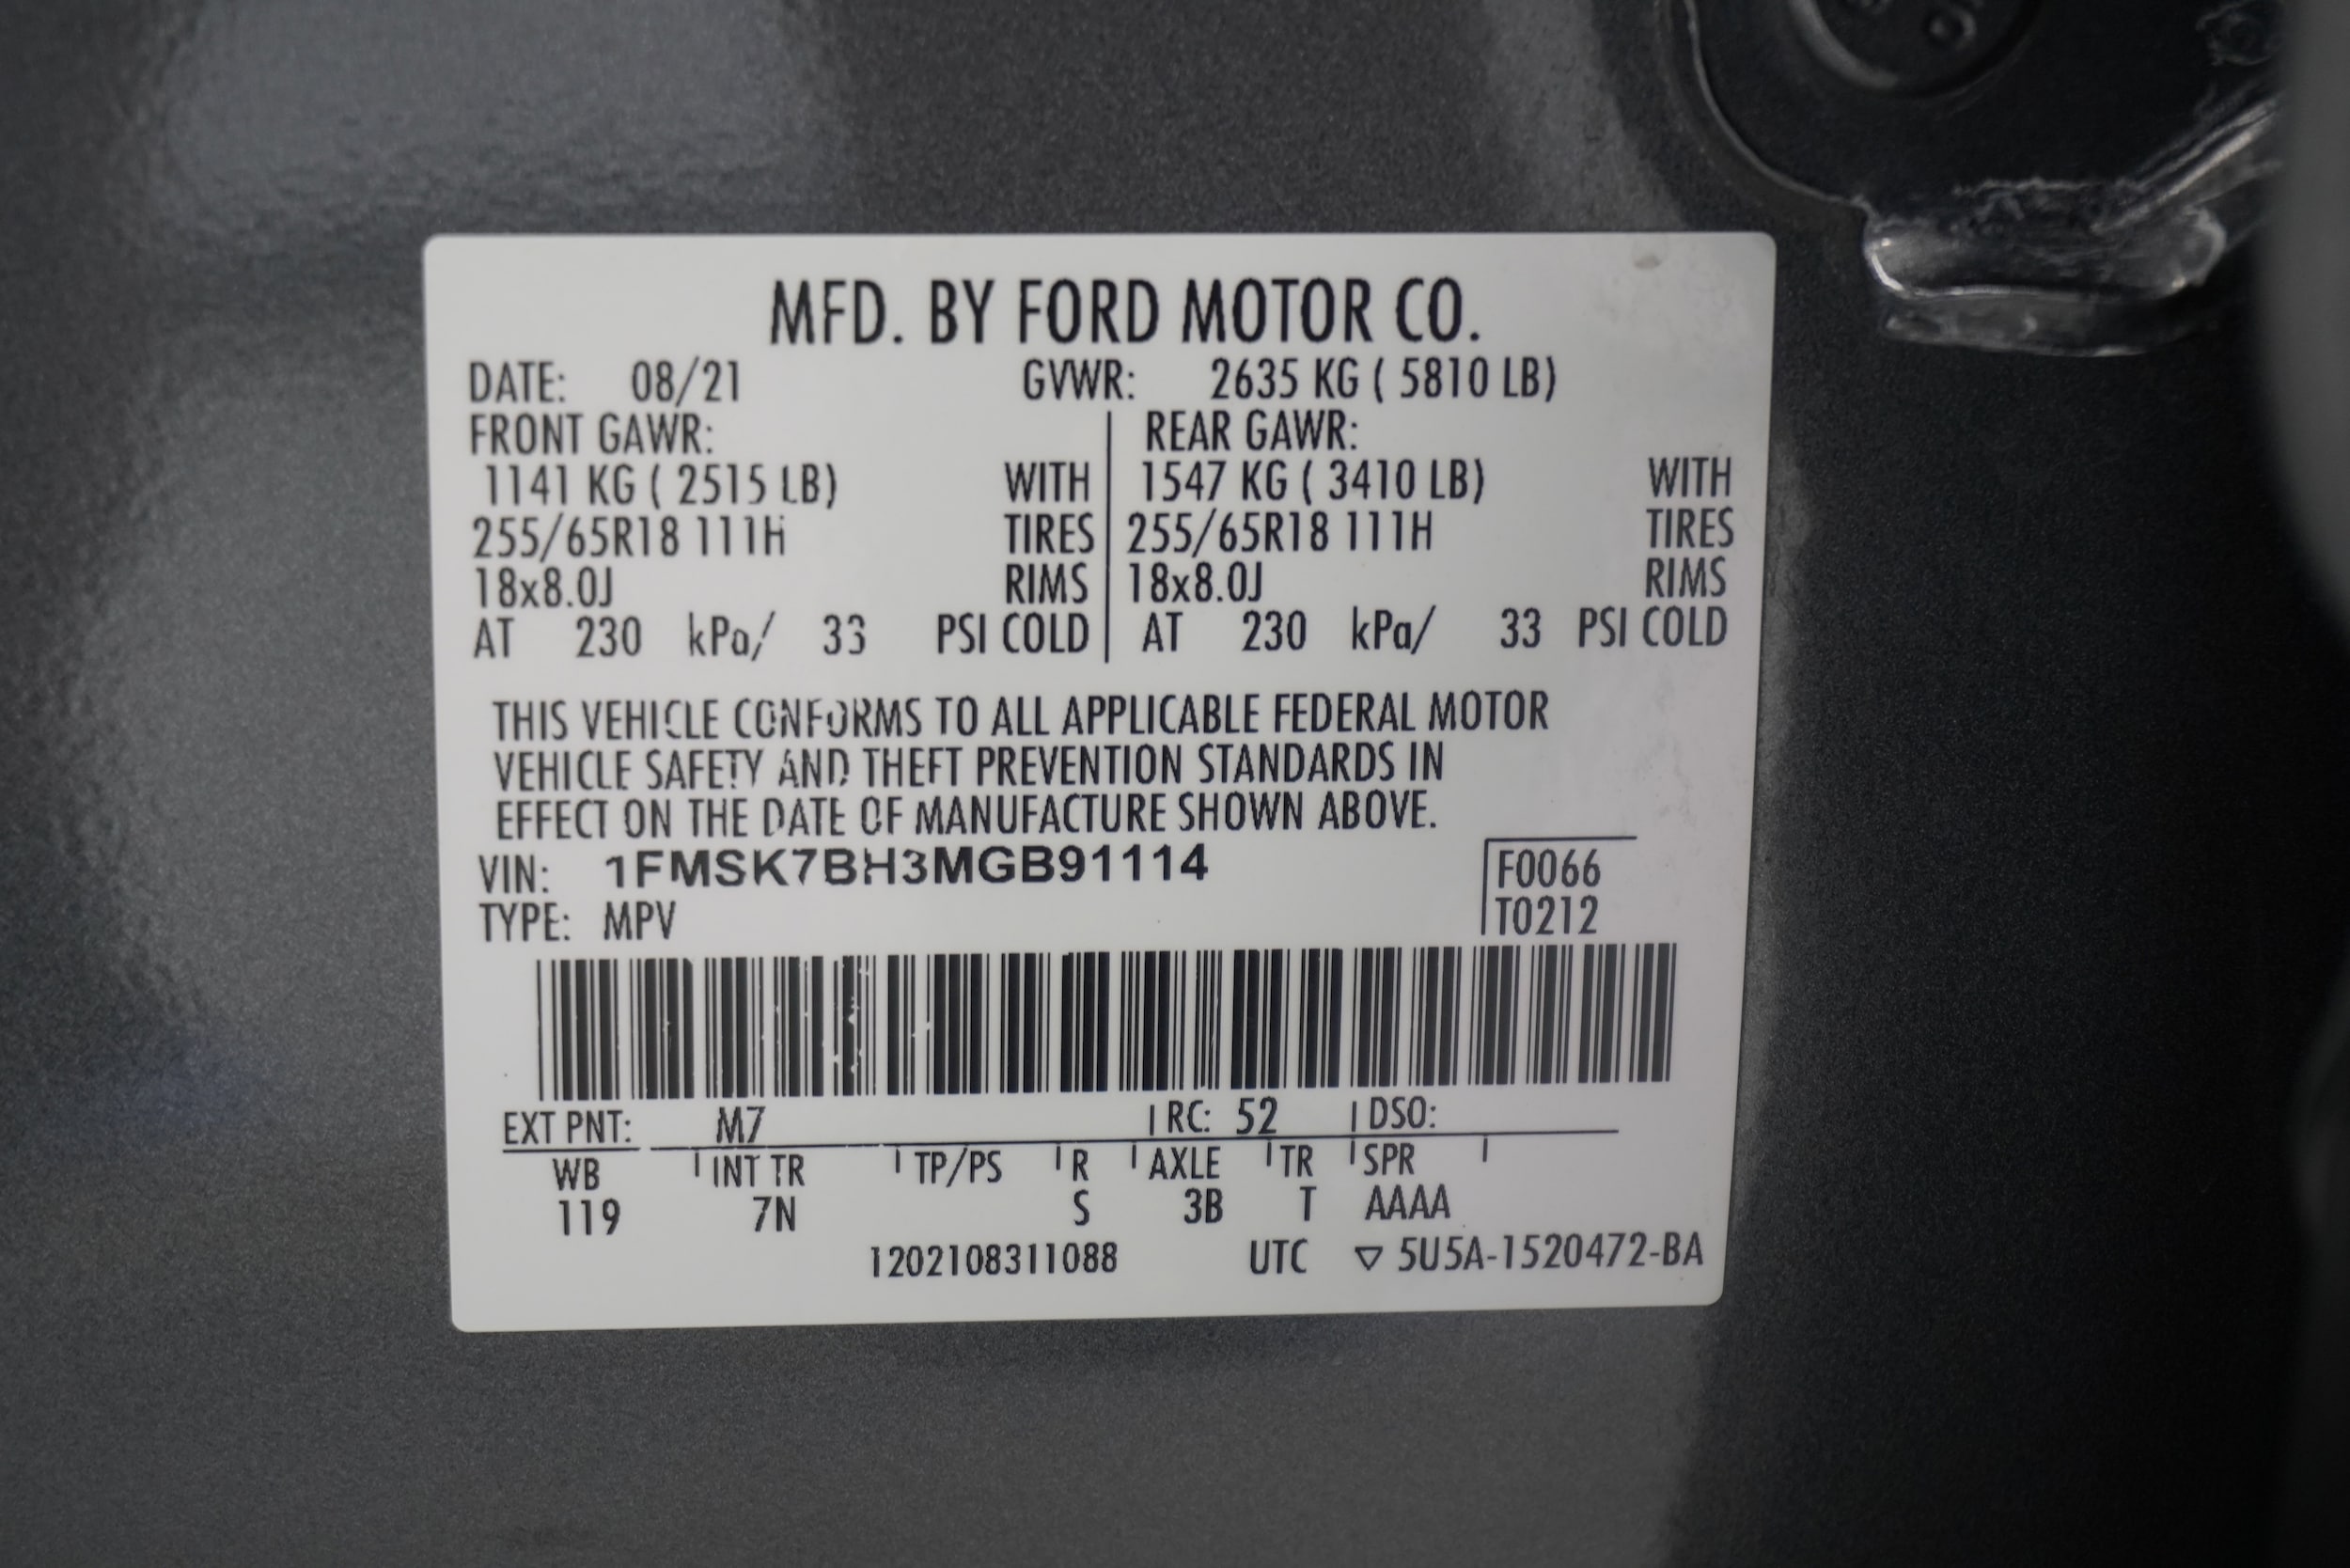 MFD. BY FORD MOTOR CO.
DATE: 08/21 GVWR: 2635 KG ( 5810 LB)
FRONT GAWR: REAR GAWR:
1141 KG ( 2515 LB) WITH 1547 KG ( 3410 LB) WITH
255/65R18 111H TIRES 255/65R18 111H TIRES
18x8.0J RIMS 18x8.0J RIMS
AT 230 kPa/ 33 PSI COLD AT 230 kPa/ 33 PSI COLD
THIS VEHICLE CONFORMS TO ALL APPLICABLE FEDERAL MOTOR
VEHICLE SAFETY AND THEFT PREVENTION STANDARDS IN
EFFECT ON THE DATE OF MANUFACTURE SHOWN ABOVE.
VIN: 1FMSK7BH3MGB91114 F0066
TYPE: MPV T0212
EXT PNT: M7 RC: 52 DSO:
WB INT TR TP/PS R AXLE TR SPR
119 7N S 3B T AAAA
1202108311088 UTC ▽ 5U5A-1520472-BA